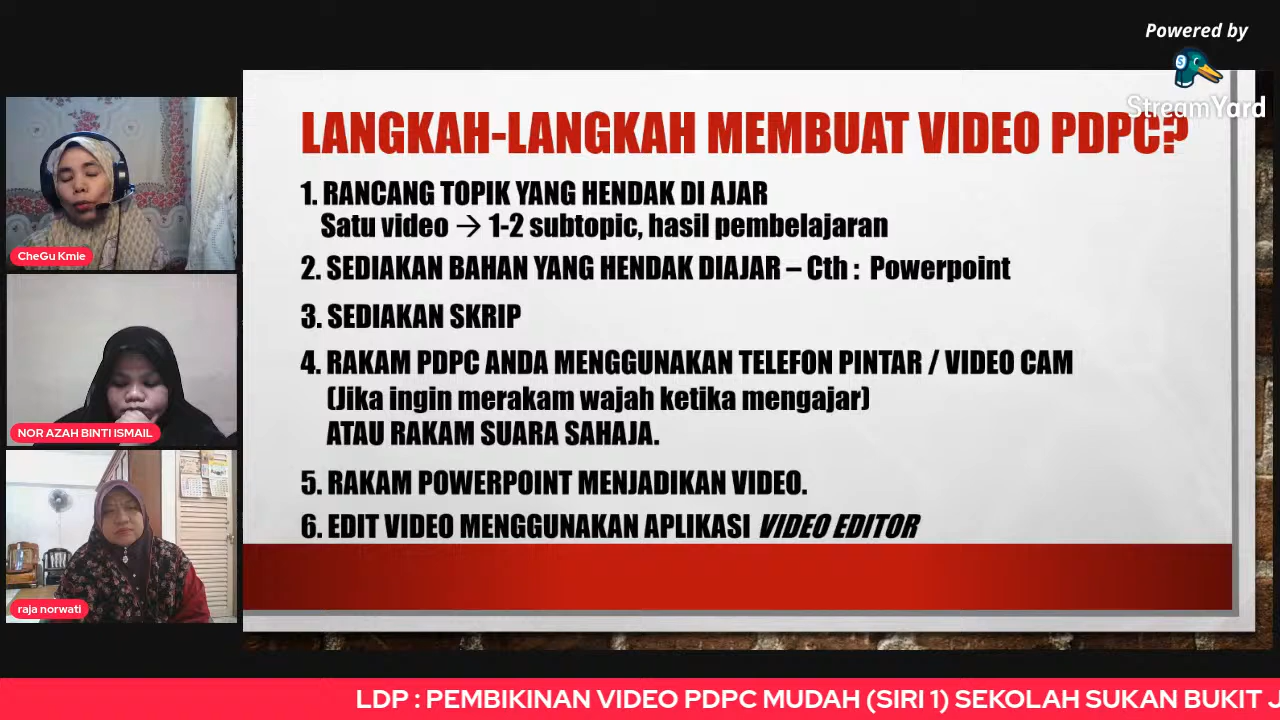 Powered by
StreamYard
LANGKAH-LANGKAH MEMBUAT VIDEO PDPC?
1. RANCANG TOPIK YANG HENDAK DI AJAR
Satu video → 1-2 subtopic, hasil pembelajaran
2. SEDIAKAN BAHAN YANG HENDAK DIAJAR – Cth : Powerpoint
3. SEDIAKAN SKRIP
4. RAKAM PDPC ANDA MENGGUNAKAN TELEFON PINTAR / VIDEO CAM
(Jika ingin merakam wajah ketika mengajar)
ATAU RAKAM SUARA SAHAJA.
5. RAKAM POWERPOINT MENJADIKAN VIDEO.
6. EDIT VIDEO MENGGUNAKAN APLIKASI VIDEO EDITOR
CheGu KmIe
NOR AZAH BINTI ISMAIL
raja norwati
LDP : PEMBIKINAN VIDEO PDPC MUDAH (SIRI 1) SEKOLAH SUKAN BUKIT J